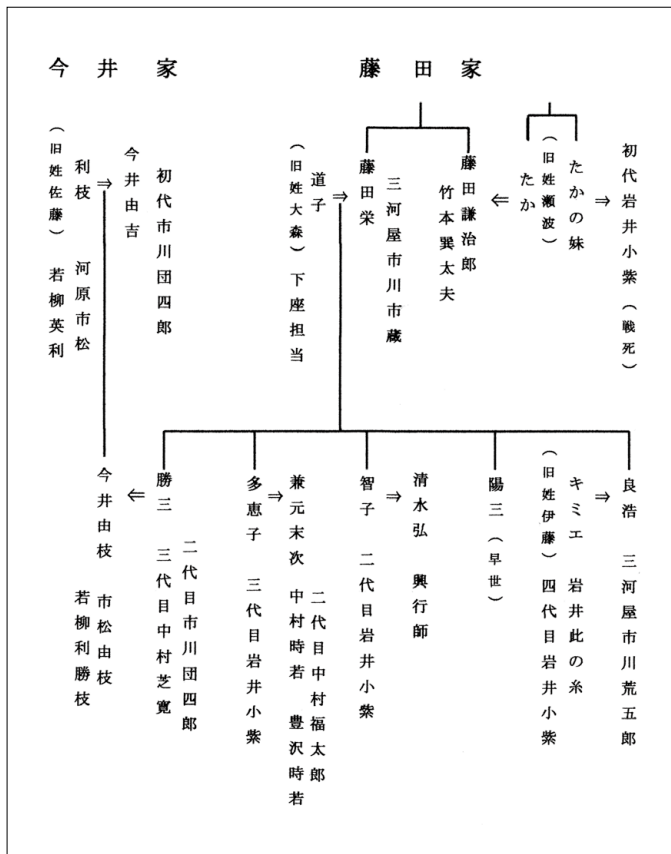 藤田家
今井家
初代岩井小紫（戦死）
たかの妹
（旧姓瀬波）
たか
藤田謙治郎
竹本巽太夫
三河屋市川市蔵
藤田栄
道子
（旧姓大森）下座担当
初代市川団四郎
今井由吉
利枝 河原市松
（旧姓佐藤）若柳英利
良浩 三河屋市川荒五郎
キミエ 岩井此の糸
（旧姓伊藤）四代目岩井小紫
陽三（早世）
清水弘 興行師
智子 二代目岩井小紫
二代目中村福太郎
兼元末次 中村時若 豊沢時若
多恵子 三代目岩井小紫
二代目市川団四郎
勝三 三代目中村芝寛
今井由枝 市松由枝
若柳利勝枝